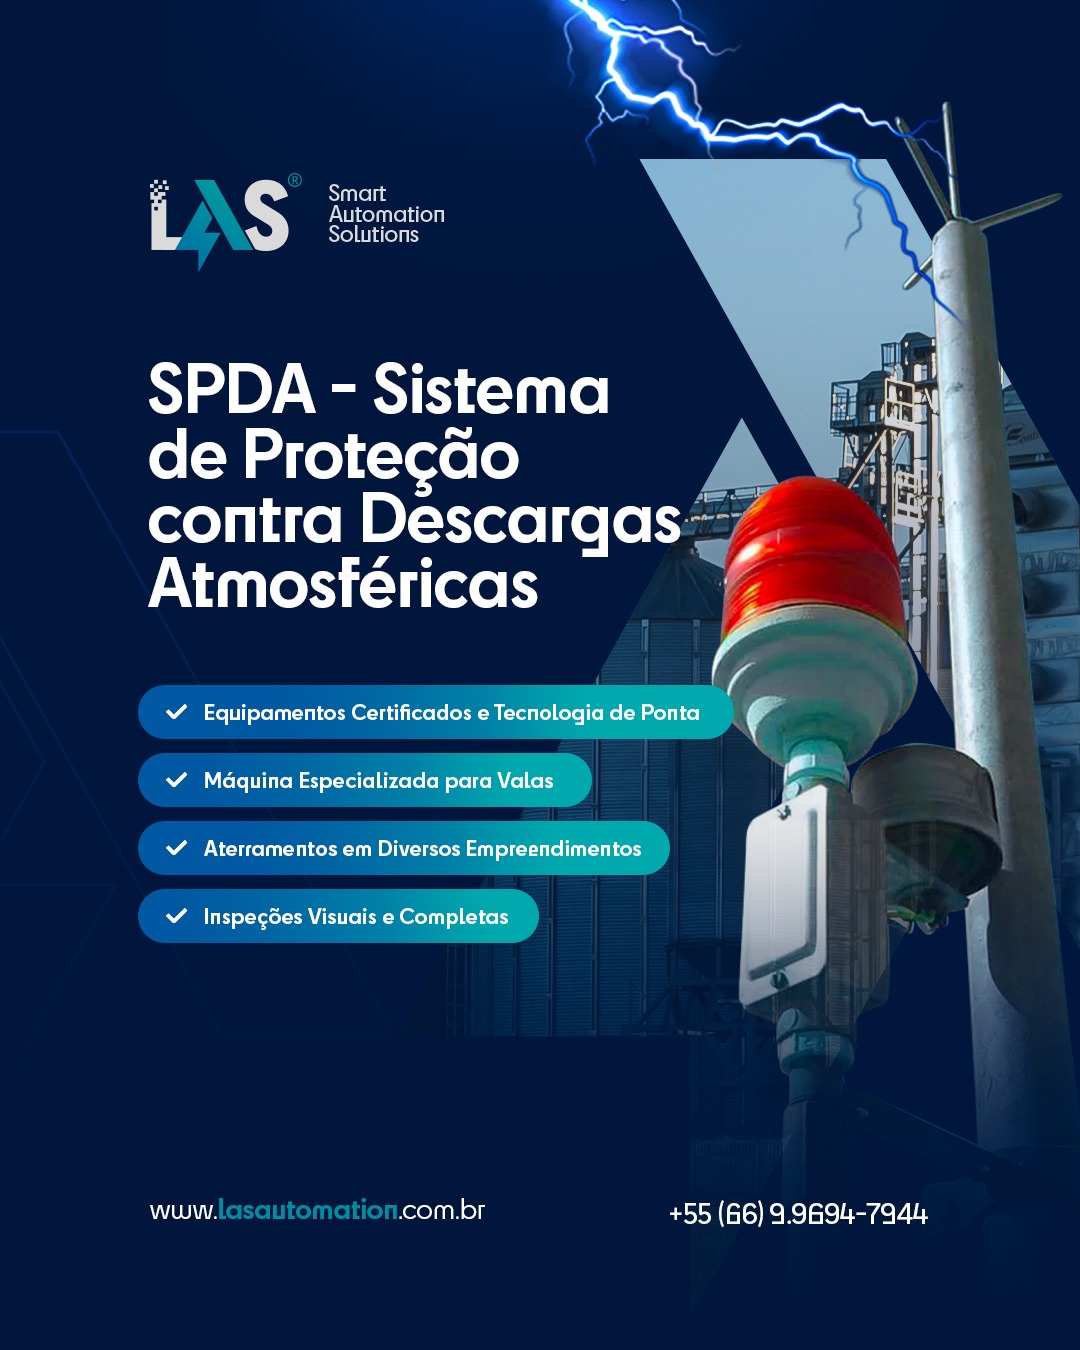 LAS®
Smart
Automation
Solutions
SPDA - Sistema
de Proteção
contra Descargas
Atmosféricas
Equipamentos Certificados e Tecnologia de Ponta
Máquina Especializada para Valas
Aterramentos em Diversos Empreendimentos
Inspeções Visuais e Completas
www.lasautomation.com.br
+55 (66) 9.9694-7944